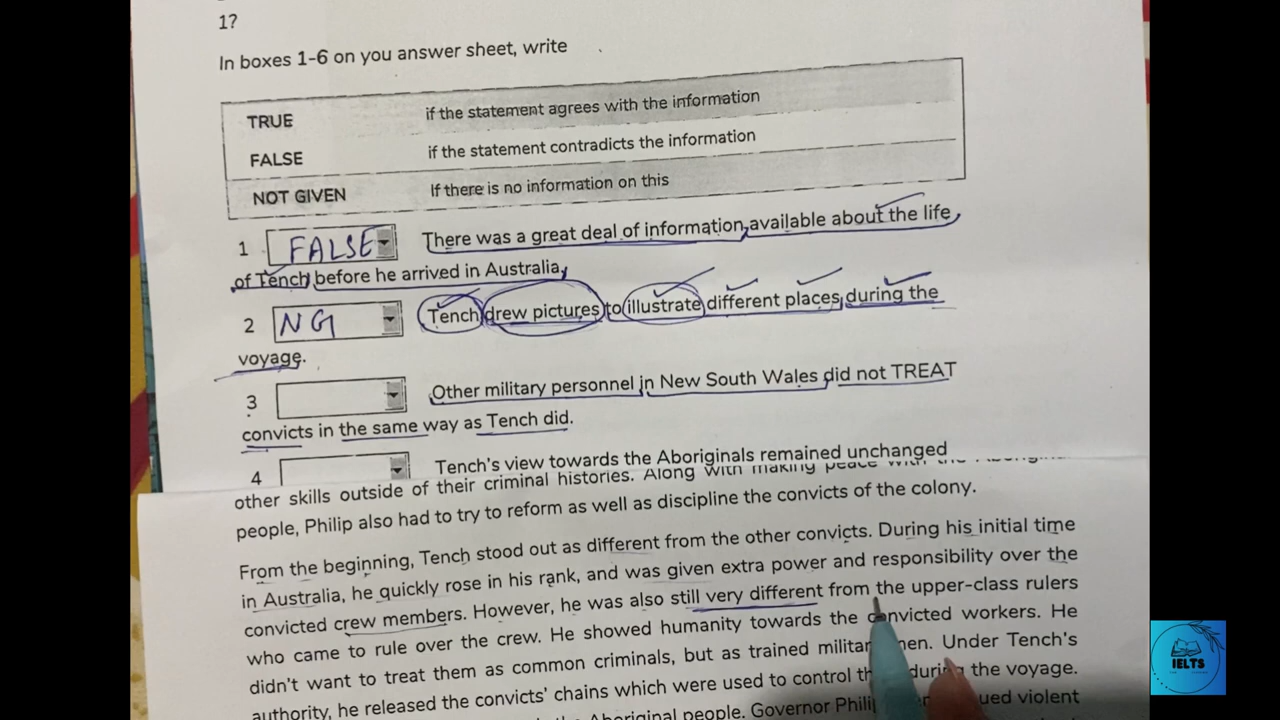 1?
In boxes 1-6 on you answer sheet, write
TRUE if the statement agrees with the information
FALSE if the statement contradicts the information
NOT GIVEN If there is no information on this
1 FALSE There was a great deal of information available about the life
of Tench before he arrived in Australia
2 NG Tench drew pictures to illustrate different places during the
voyage.
3 Other military personnel in New South Wales did not TREAT
convicts in the same way as Tench did.
4 Tench's view towards the Aboriginals remained unchanged
other skills outside of their criminal histories. Along with making peace with the
people, Philip also had to try to reform as well as discipline the convicts of the colony.
From the beginning, Tench stood out as different from the other convicts. During his initial time
in Australia, he quickly rose in his rank, and was given extra power and responsibility over the
convicted crew members. However, he was also still very different from the upper-class rulers
who came to rule over the crew. He showed humanity towards the convicted workers. He
didn't want to treat them as common criminals, but as trained military men. Under Tench's
authority, he released the convicts' chains which were used to control during the voyage.
Aboriginal people. Governor violent
IELTS